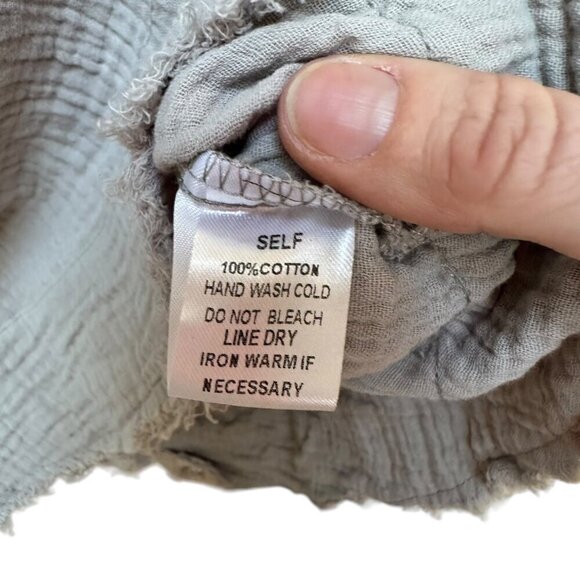 SELF
100%COTTON
HAND WASH COLD
DO NOT BLEACH
LINE DRY
IRON WARM IF
NECESSARY